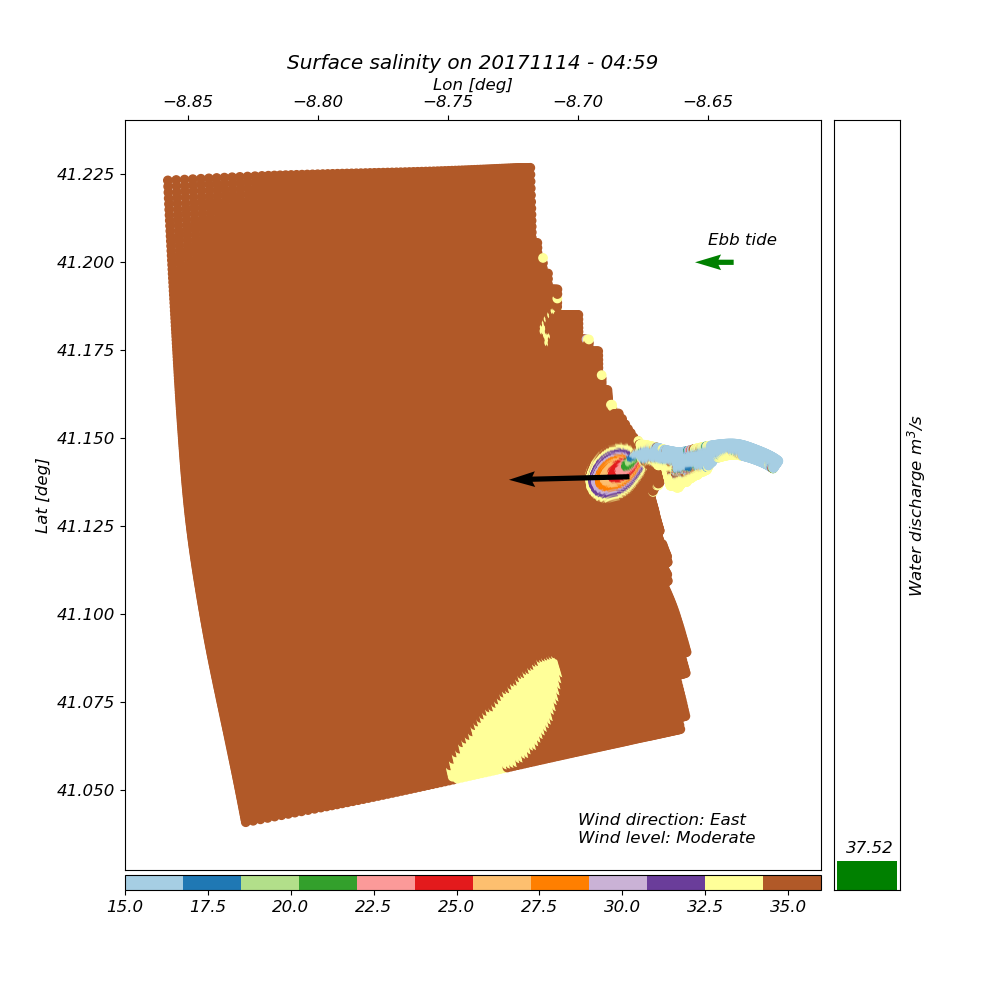 Surface salinity on 20171114 - 04:59
Lon [deg]
−8.85 −8.80 −8.75 −8.70 −8.65
41.225
41.200
41.175
41.150
41.125
41.100
41.075
41.050
Lat [deg]
Ebb tide
Wind direction: East
Wind level: Moderate
37.52
Water discharge m³/s
15.0 17.5 20.0 22.5 25.0 27.5 30.0 32.5 35.0